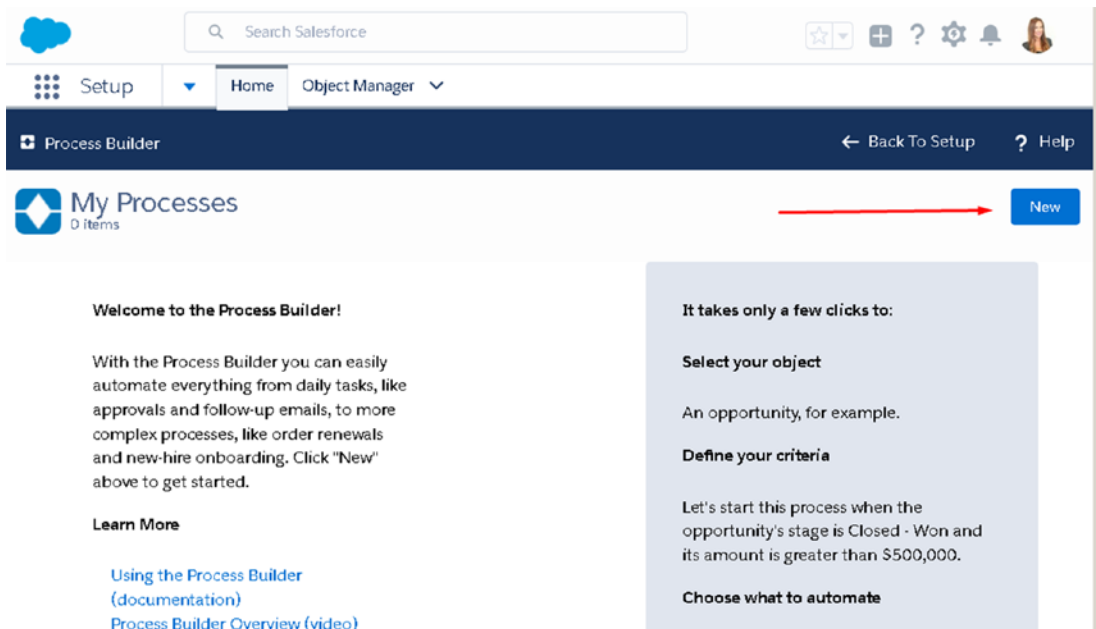 Search Salesforce
?
Setup
Home
Object Manager
Process Builder
Back To Setup
? Help
My Processes
0 items
New
Welcome to the Process Builder!
With the Process Builder you can easily
automate everything from daily tasks, like
approvals and follow-up emails, to more
complex processes, like order renewals
and new-hire onboarding. Click "New"
above to get started.
Learn More
Using the Process Builder
(documentation)
Process Builder Overview (video)
It takes only a few clicks to:
Select your object
An opportunity, for example.
Define your criteria
Let's start this process when the
opportunity's stage is Closed - Won and
its amount is greater than $500,000.
Choose what to automate